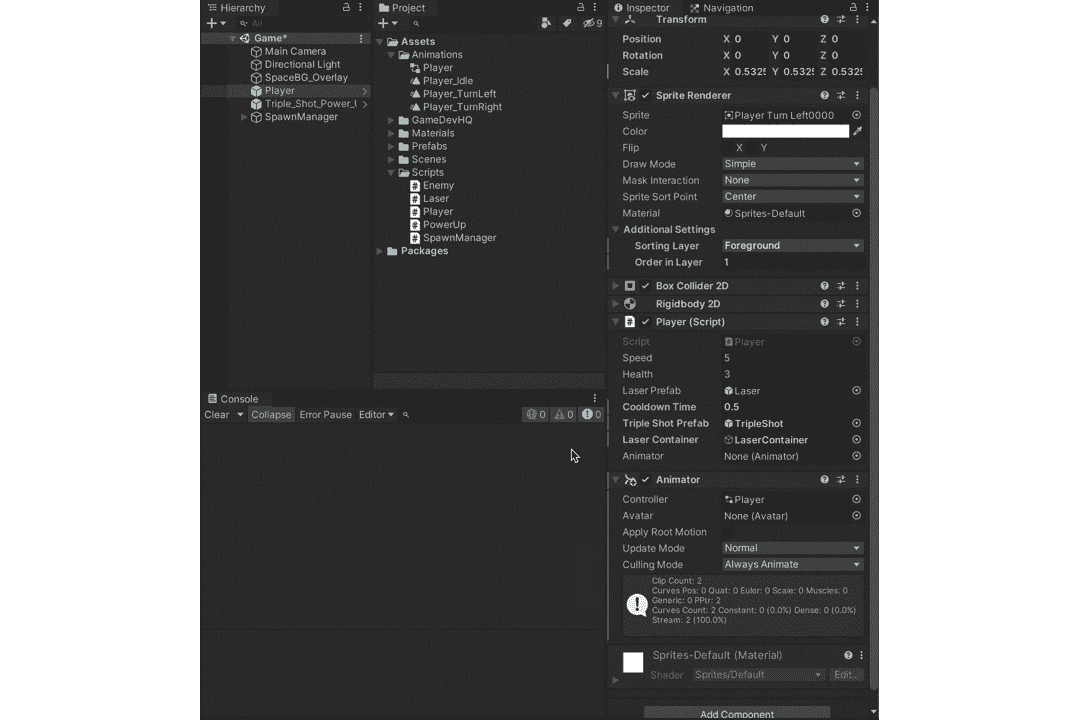 Hierarchy
All
Game*
Main Camera
Directional Light
SpaceBG_Overlay
Player
Triple_Shot_Power_
SpawnManager
Project
9
Assets
Animations
Player
Player_Idle
Player_TurnLeft
Player_TurnRight
GameDevHQ
Materials
Prefabs
Scenes
Scripts
Enemy
Laser
Player
PowerUp
SpawnManager
Packages
Console
Clear Collapse Error Pause Editor 0 0 0
Inspector Navigation
Transform
Position X 0 Y 0 Z 0
Rotation X 0 Y 0 Z 0
Scale X 0.532 Y 0.532 Z 0.532
Sprite Renderer
Sprite Player Turn Left0000
Color
Flip X Y
Draw Mode Simple
Mask Interaction None
Sprite Sort Point Center
Material Sprites-Default
Additional Settings
Sorting Layer Foreground
Order in Layer 1
Box Collider 2D
Rigidbody 2D
# Player (Script)
Script Player
Speed 5
Health 3
Laser Prefab Laser
Cooldown Time 0.5
Triple Shot Prefab TripleShot
Laser Container LaserContainer
Animator None (Animator)
Animator
Controller Player
Avatar None (Avatar)
Apply Root Motion
Update Mode Normal
Culling Mode Always Animate
Clip Count: 2
Curves Pos: 0 Quat: 0 Euler: 0 Scale: 0 Muscles: 0
Generic: 0 PPtr: 2
Curves Count: 2 Constant: 0 (0.0%) Dense: 0 (0.0%)
Stream: 2 (100.0%)
Sprites-Default (Material)
Shader Sprites/Default Edit...
Add Component